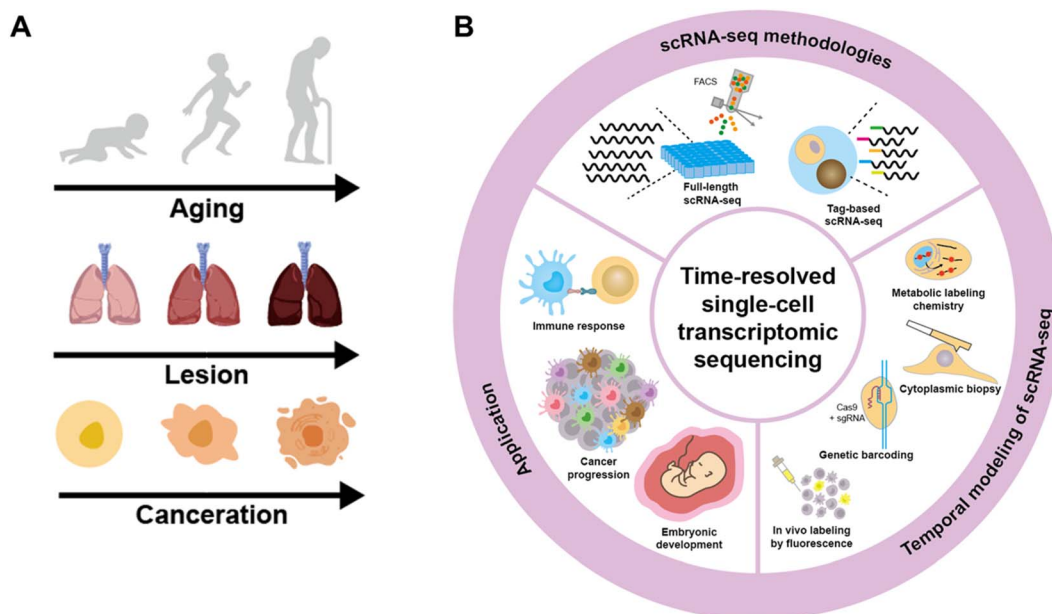 A
Aging
Lesion
Canceration
B
scRNA-seq methodologies
FACS
Full-length
scRNA-seq
Tag-based
scRNA-seq
Time-resolved
single-cell
transcriptomic
sequencing
Temporal modeling of scRNA-seq
Metabolic labeling
chemistry
Cytoplasmic biopsy
Cas9
+ sgRNA
Genetic barcoding
In vivo labeling
by fluorescence
Application
Immune response
Cancer
progression
Embryonic
development